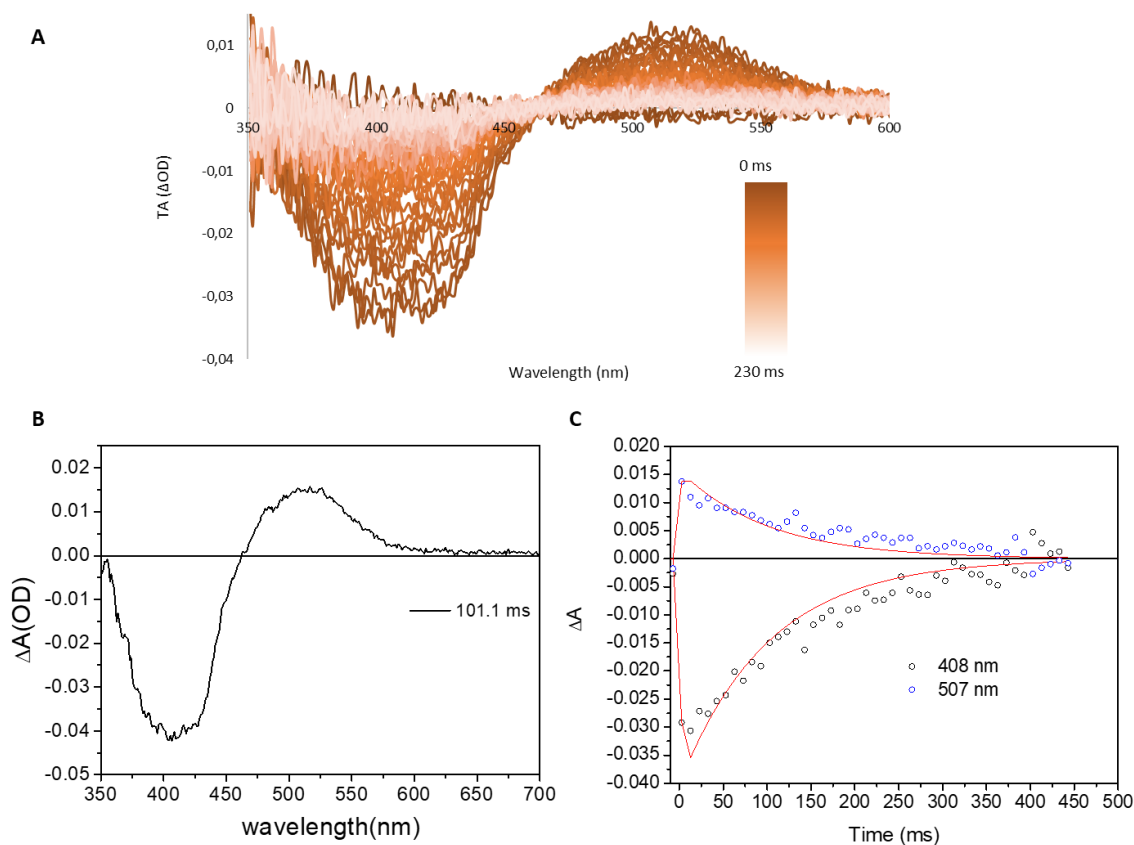 A
0,01
0
-0,01
-0,02
-0,03
-0,04
350
400
450
500
550
600
TA (ΔOD)
Wavelength (nm)
0 ms
230 ms
B
0.02
0.01
0.00
-0.01
-0.02
-0.03
-0.04
-0.05
350 400 450 500 550 600 650 700
ΔA(OD)
wavelength(nm)
101.1 ms
C
0.020
0.015
0.010
0.005
0.000
-0.005
-0.010
-0.015
-0.020
-0.025
-0.030
-0.035
-0.040
0 50 100 150 200 250 300 350 400 450 500
ΔA
Time (ms)
408 nm
507 nm